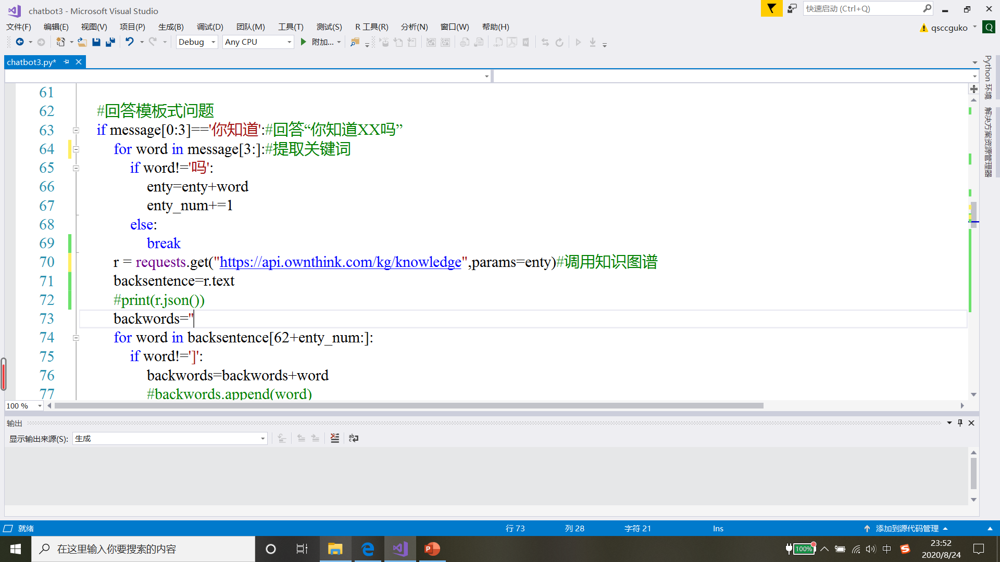 chatbot3 - Microsoft Visual Studio
快速启动 (Ctrl+Q)
文件(F) 编辑(E) 视图(V) 项目(P) 生成(B) 调试(D) 团队(M) 工具(T) 测试(S) R 工具(R) 分析(N) 窗口(W) 帮助(H)
qsccguko Q
Debug Any CPU 附加...
chatbot3.py*
Python 环境
解决方案资源管理器
61
62 #回答模板式问题
63 if message[0:3]=='你知道':#回答“你知道XX吗”
64 for word in message[3:]:#提取关键词
65 if word!='吗':
66 enty=enty+word
67 enty_num+=1
68 else:
69 break
70 r = requests.get("https://api.ownthink.com/kg/knowledge",params=enty)#调用知识图谱
71 backsentence=r.text
72 #print(r.json())
73 backwords=''
74 for word in backsentence[62+enty_num:]:
75 if word!=']':
76 backwords=backwords+word
77 #backwords.append(word)
100 %
输出
显示输出来源(S): 生成
就绪 行 73 列 28 字符 21 Ins 添加到源代码管理
在这里输入你要搜索的内容
100% 中
23:52
2020/8/24